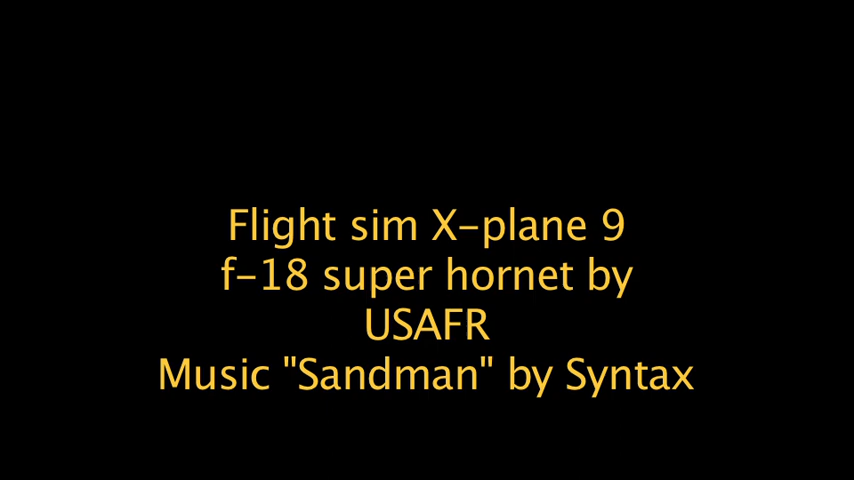 Flight sim X-plane 9
f-18 super hornet by
USAFR
Music "Sandman" by Syntax